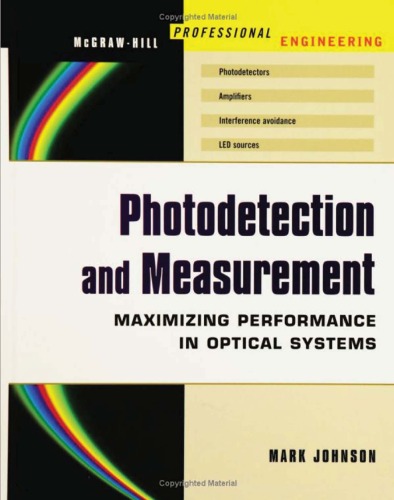 Copyrighted Material
PROFESSIONAL
McGRAW-HILL
ENGINEERING
Photodetectors
Amplifiers
Interference avoidance
LED sources
Photodetection
and Measurement
MAXIMIZING PERFORMANCE
IN OPTICAL SYSTEMS
MARK JOHNSON
Copyrighted Material